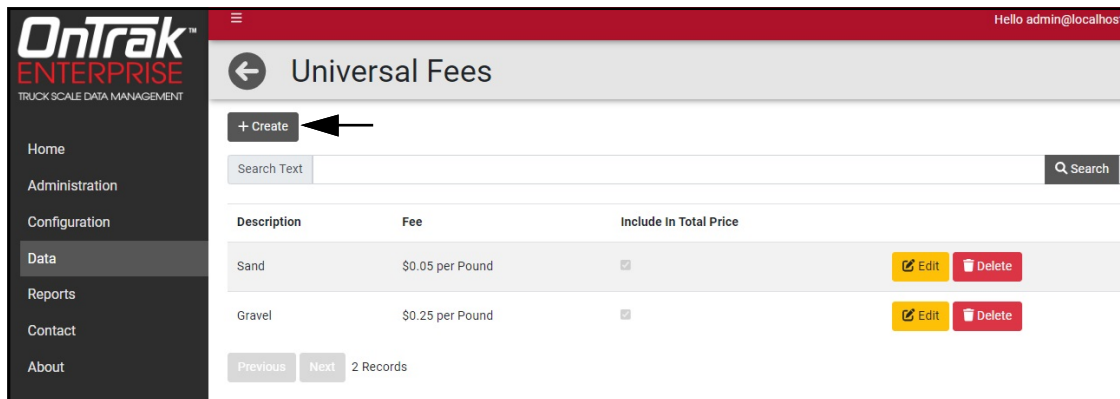 OnTrak™
ENTERPRISE
TRUCK SCALE DATA MANAGEMENT
Home
Administration
Configuration
Data
Reports
Contact
About
Hello admin@localhost
Universal Fees
+ Create
Search Text
Search
Description Fee Include In Total Price
Sand $0.05 per Pound Edit Delete
Gravel $0.25 per Pound Edit Delete
Previous Next 2 Records